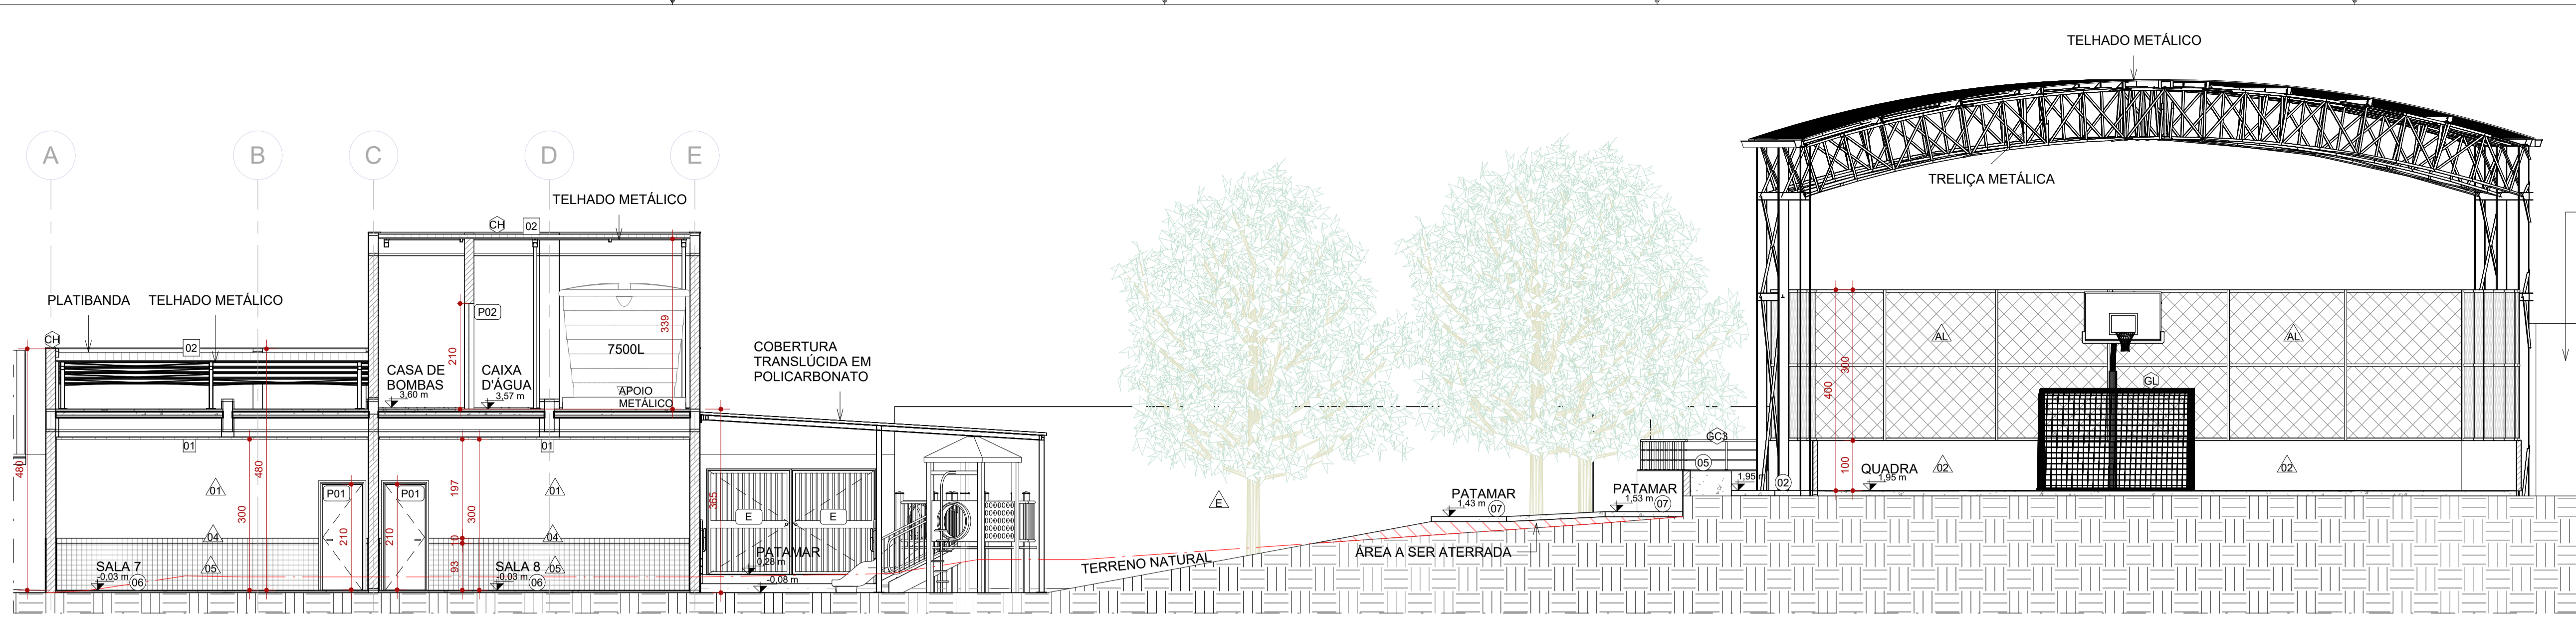 TELHADO METÁLICO
TRELIÇA METÁLICA
A
B
C
D
E
TELHADO METÁLICO
CH
02
PLATIBANDA
TELHADO METÁLICO
CH
02
P02
339
210
7500L
CASA DE
BOMBAS
3,60 m
CAIXA
D'ÁGUA
3,57 m
APOIO
METÁLICO
COBERTURA
TRANSLÚCIDA EM
POLICARBONATO
01
01
480
480
300
197
300
10
93
210
210
365
01
01
P01
P01
04
04
05
05
SALA 7
-0,03 m
06
SALA 8
-0,03 m
06
E
E
PATAMAR
0,28 m
-0,08 m
TERRENO NATURAL
E
ÁREA A SER ATERRADA
PATAMAR
1,43 m
07
PATAMAR
1,53 m
07
GC3
05
1,95 m
02
QUADRA
1,95 m
400
300
100
AL
AL
GL
02
02